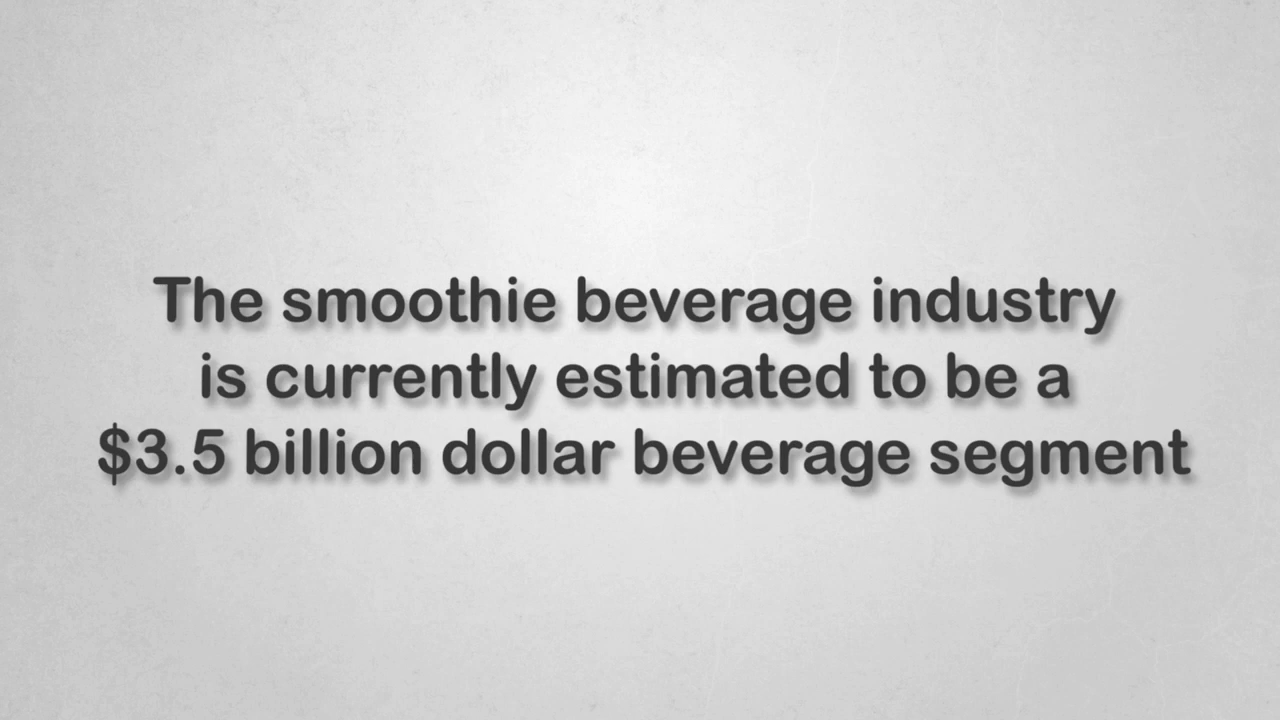 The smoothie beverage industry
is currently estimated to be a
$3.5 billion dollar beverage segment